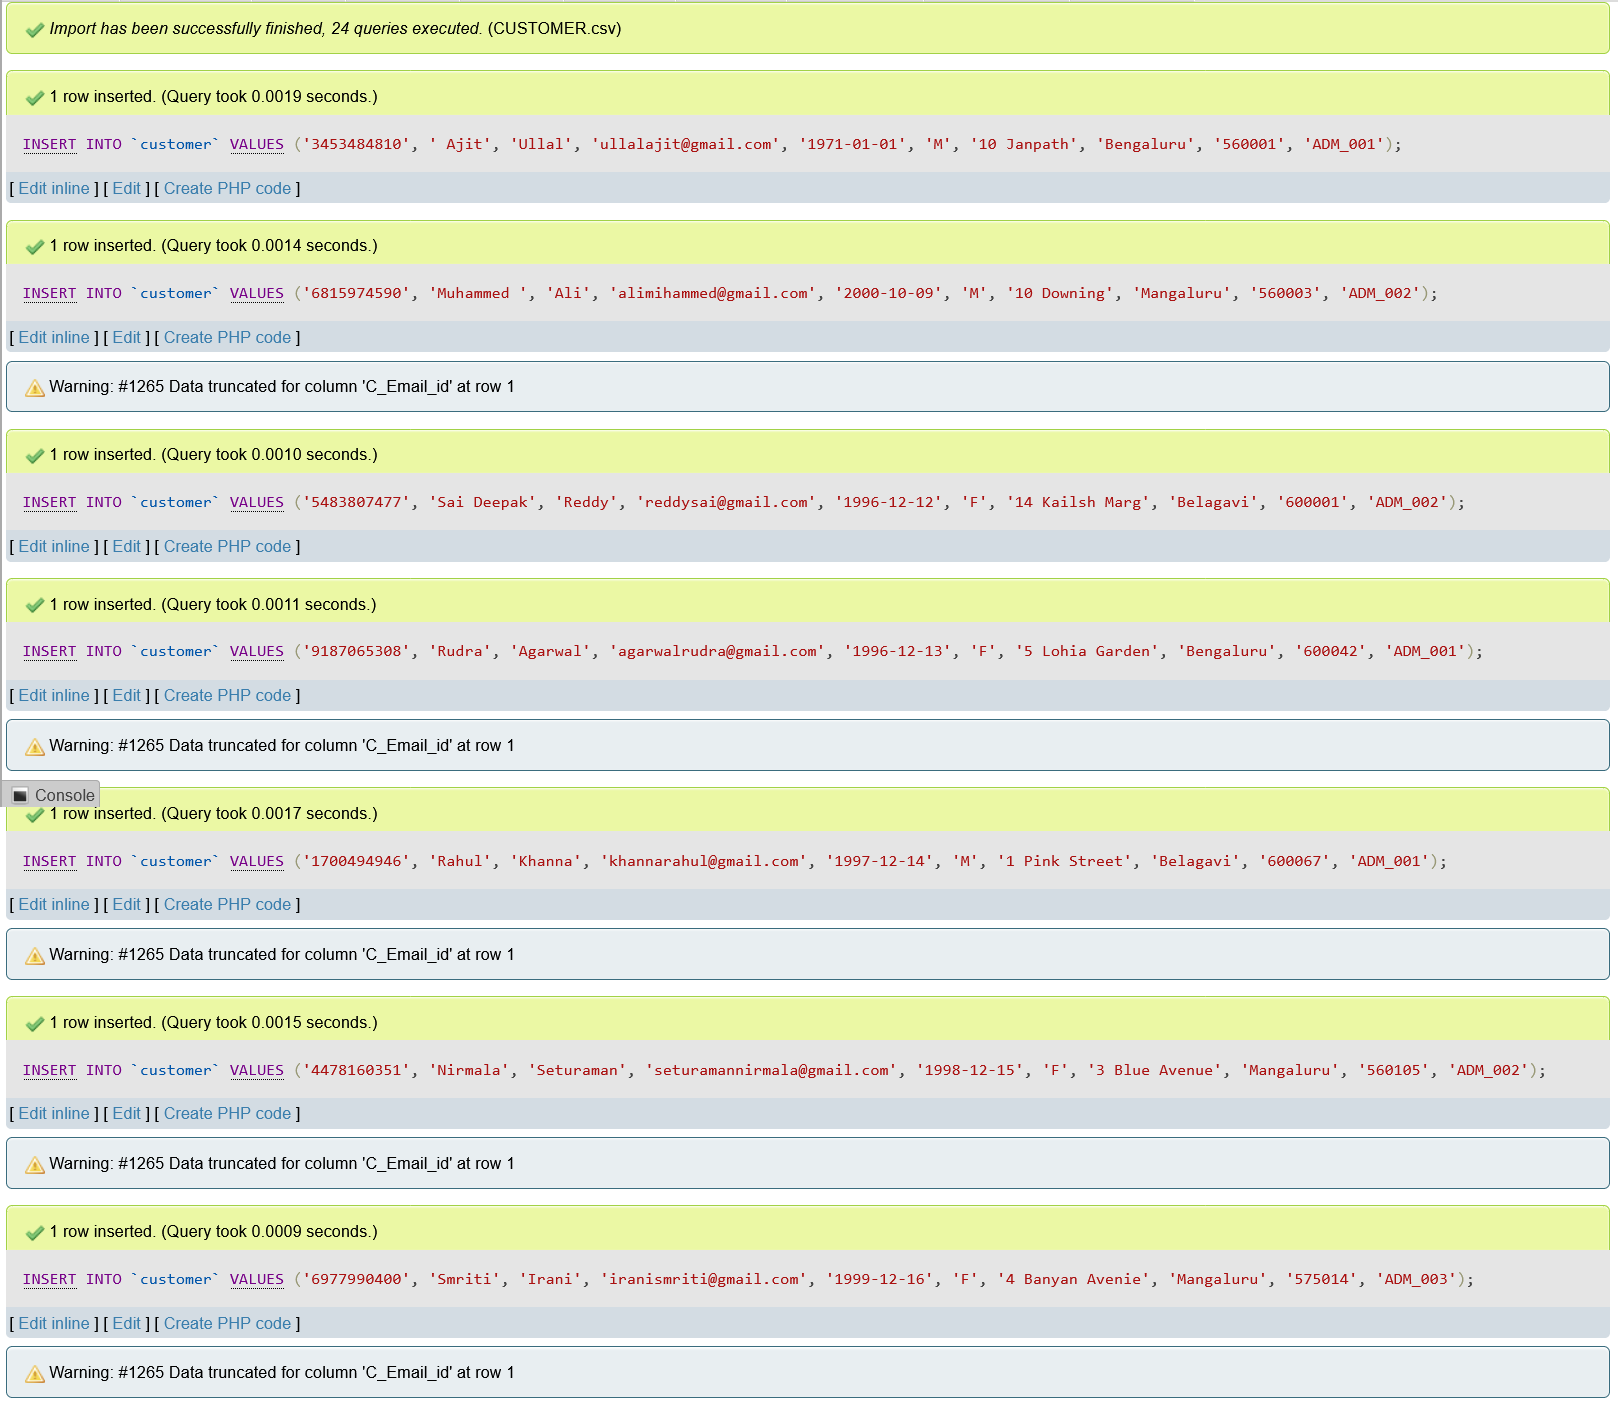 Import has been successfully finished, 24 queries executed. (CUSTOMER.csv)
1 row inserted. (Query took 0.0019 seconds.)
INSERT INTO `customer` VALUES ('3453484810', ' Ajit', 'Ullal', 'ullalajit@gmail.com', '1971-01-01', 'M', '10 Janpath', 'Bengaluru', '560001', 'ADM_001');
[ Edit inline ] [ Edit ] [ Create PHP code ]
1 row inserted. (Query took 0.0014 seconds.)
INSERT INTO `customer` VALUES ('6815974590', 'Muhammed ', 'Ali', 'alimihammed@gmail.com', '2000-10-09', 'M', '10 Downing', 'Mangaluru', '560003', 'ADM_002');
[ Edit inline ] [ Edit ] [ Create PHP code ]
Warning: #1265 Data truncated for column 'C_Email_id' at row 1
1 row inserted. (Query took 0.0010 seconds.)
INSERT INTO `customer` VALUES ('5483807477', 'Sai Deepak', 'Reddy', 'reddysai@gmail.com', '1996-12-12', 'F', '14 Kailsh Marg', 'Belagavi', '600001', 'ADM_002');
[ Edit inline ] [ Edit ] [ Create PHP code ]
1 row inserted. (Query took 0.0011 seconds.)
INSERT INTO `customer` VALUES ('9187065308', 'Rudra', 'Agarwal', 'agarwalrudra@gmail.com', '1996-12-13', 'F', '5 Lohia Garden', 'Bengaluru', '600042', 'ADM_001');
[ Edit inline ] [ Edit ] [ Create PHP code ]
Warning: #1265 Data truncated for column 'C_Email_id' at row 1
Console
1 row inserted. (Query took 0.0017 seconds.)
INSERT INTO `customer` VALUES ('1700494946', 'Rahul', 'Khanna', 'khannarahul@gmail.com', '1997-12-14', 'M', '1 Pink Street', 'Belagavi', '600067', 'ADM_001');
[ Edit inline ] [ Edit ] [ Create PHP code ]
Warning: #1265 Data truncated for column 'C_Email_id' at row 1
1 row inserted. (Query took 0.0015 seconds.)
INSERT INTO `customer` VALUES ('4478160351', 'Nirmala', 'Seturaman', 'seturamannirmala@gmail.com', '1998-12-15', 'F', '3 Blue Avenue', 'Mangaluru', '560105', 'ADM_002');
[ Edit inline ] [ Edit ] [ Create PHP code ]
Warning: #1265 Data truncated for column 'C_Email_id' at row 1
1 row inserted. (Query took 0.0009 seconds.)
INSERT INTO `customer` VALUES ('6977990400', 'Smriti', 'Irani', 'iranismriti@gmail.com', '1999-12-16', 'F', '4 Banyan Avenie', 'Mangaluru', '575014', 'ADM_003');
[ Edit inline ] [ Edit ] [ Create PHP code ]
Warning: #1265 Data truncated for column 'C_Email_id' at row 1